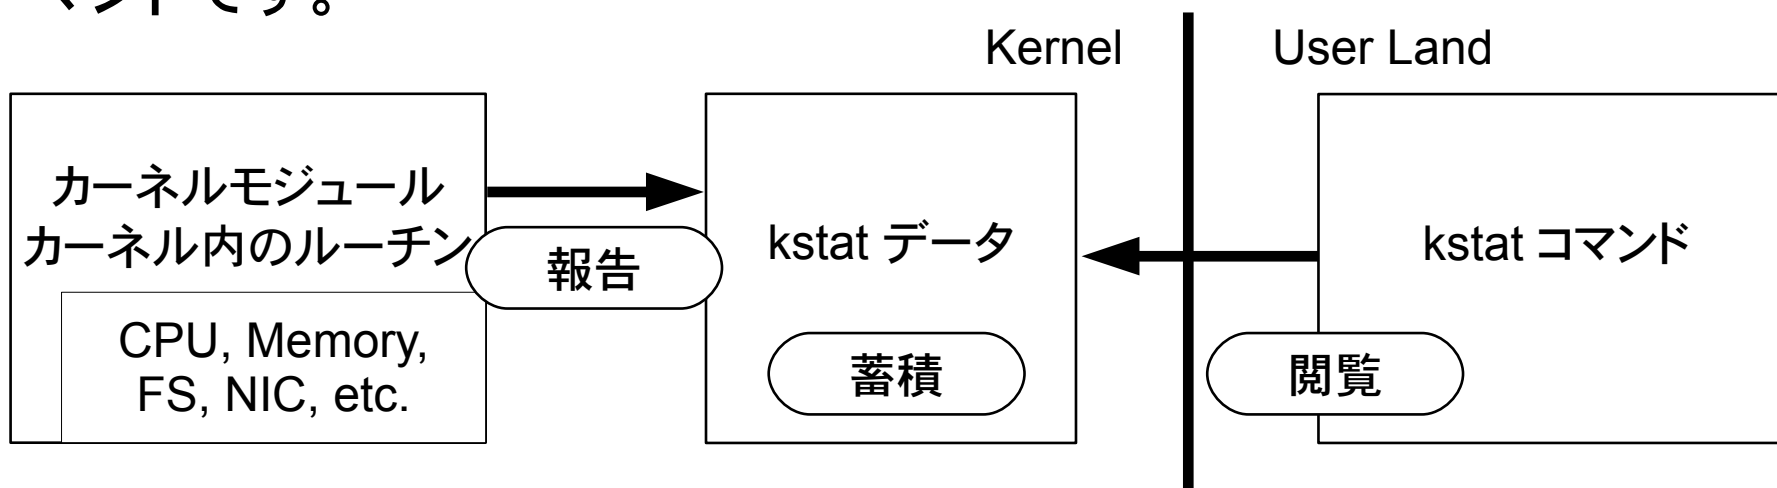 マンドです。
Kernel
User Land
カーネルモジュール
カーネル内のルーチン
報告
CPU, Memory,
FS, NIC, etc.
kstat データ
蓄積
kstat コマンド
閲覧